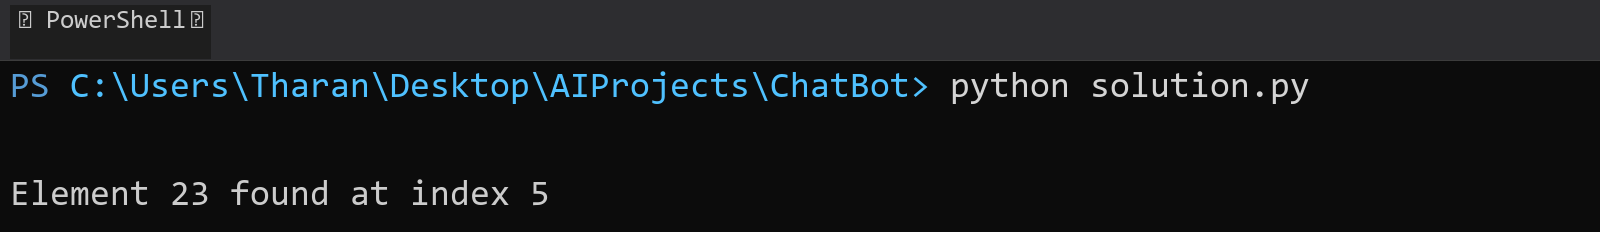 PowerShell
PS C:\Users\Tharan\Desktop\AIProjects\ChatBot> python solution.py
Element 23 found at index 5